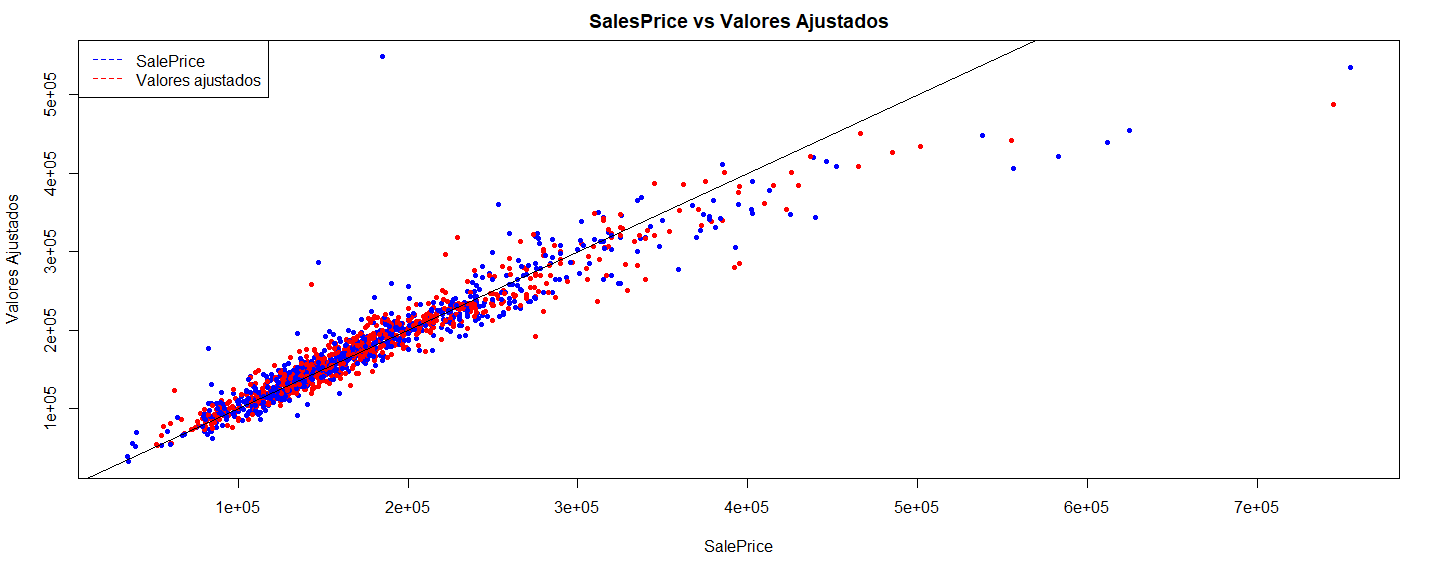 SalesPrice vs Valores Ajustados
SalePrice
Valores ajustados
Valores Ajustados
5e+05
4e+05
3e+05
2e+05
1e+05
1e+05
2e+05
3e+05
4e+05
5e+05
6e+05
7e+05
SalePrice